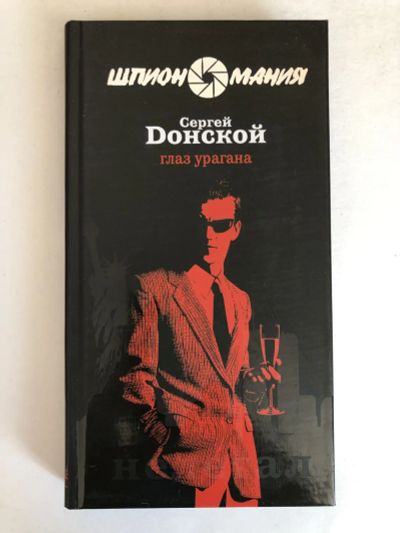 шпион мания
Сергей
Донской
глаз урагана